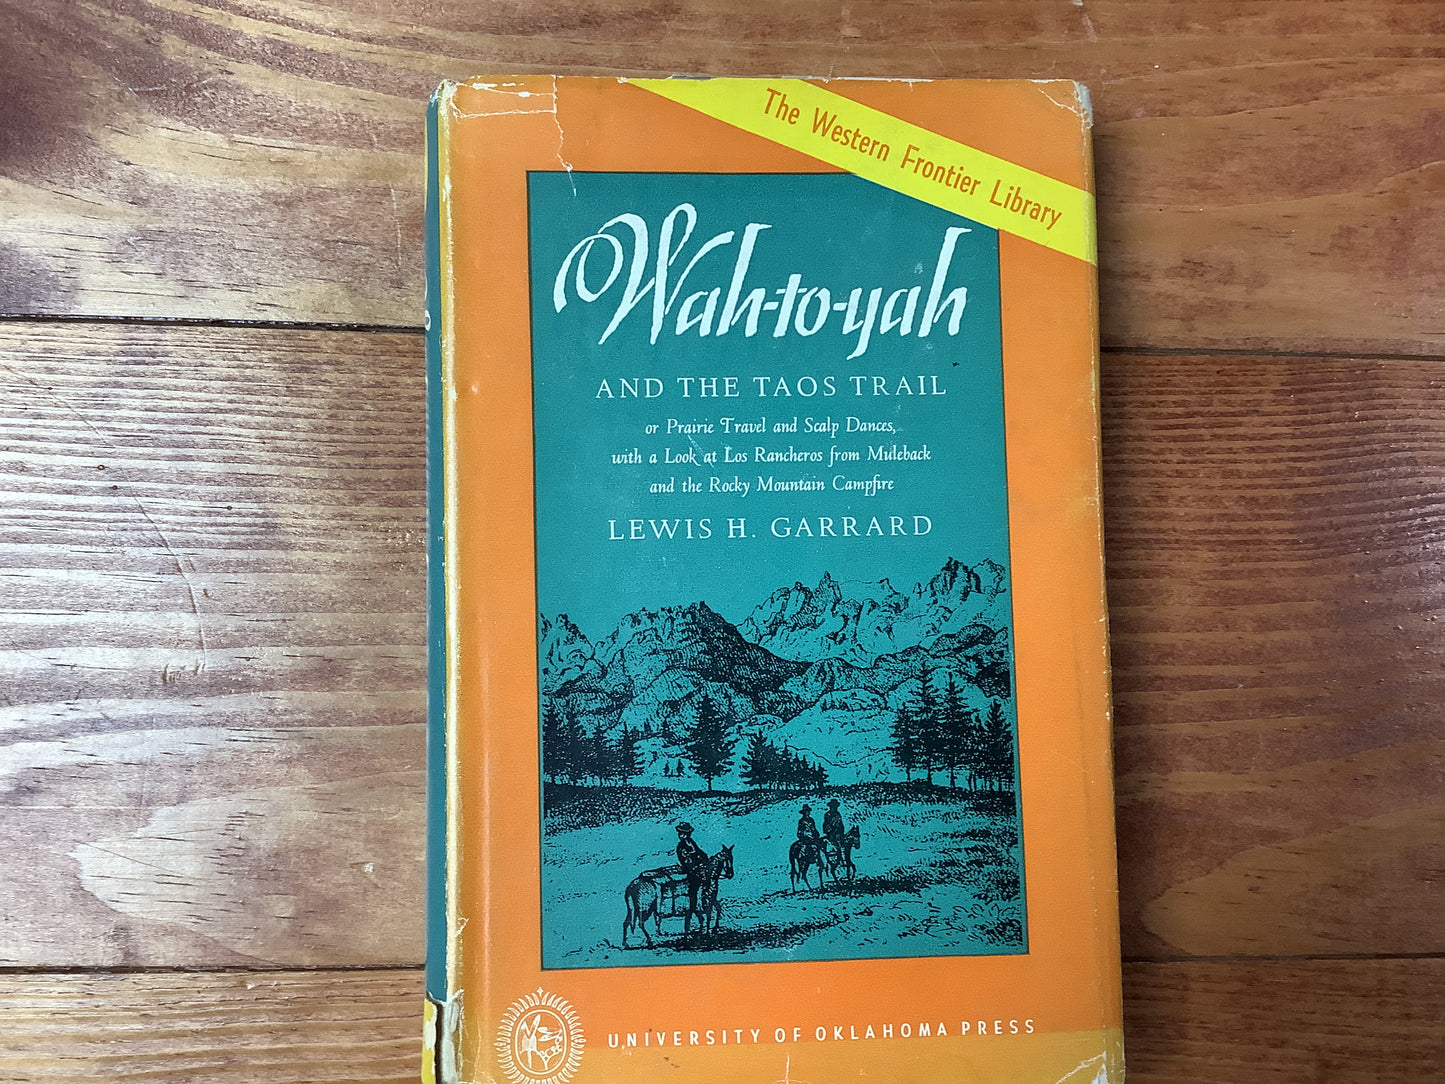 The Western Frontier Library
Wah-to-yah
AND THE TAOS TRAIL
or Prairie Travel and Scalp Dances,
with a Look at Los Rancheros from Muleback
and the Rocky Mountain Campfire
LEWIS H. GARRARD
UNIVERSITY OF OKLAHOMA PRESS